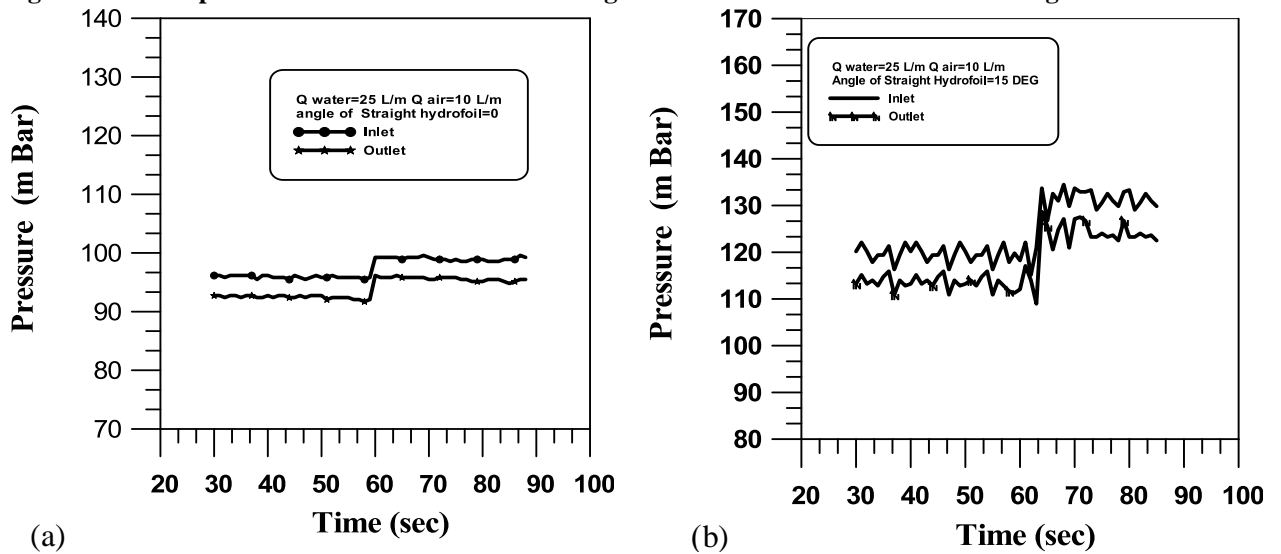 140
130
120
110
100
90
80
70
Pressure (m Bar)
Q water=25 L/m Q air=10 L/m
angle of Straight hydrofoil=0
Inlet
Outlet
20 30 40 50 60 70 80 90 100
Time (sec)
(a)
170
160
150
140
130
120
110
100
90
80
Pressure (m Bar)
Q water=25 L/m Q air=10 L/m
Angle of Straight Hydrofoil=15 DEG
Inlet
Outlet
20 30 40 50 60 70 80 90 100
Time (sec)
(b)